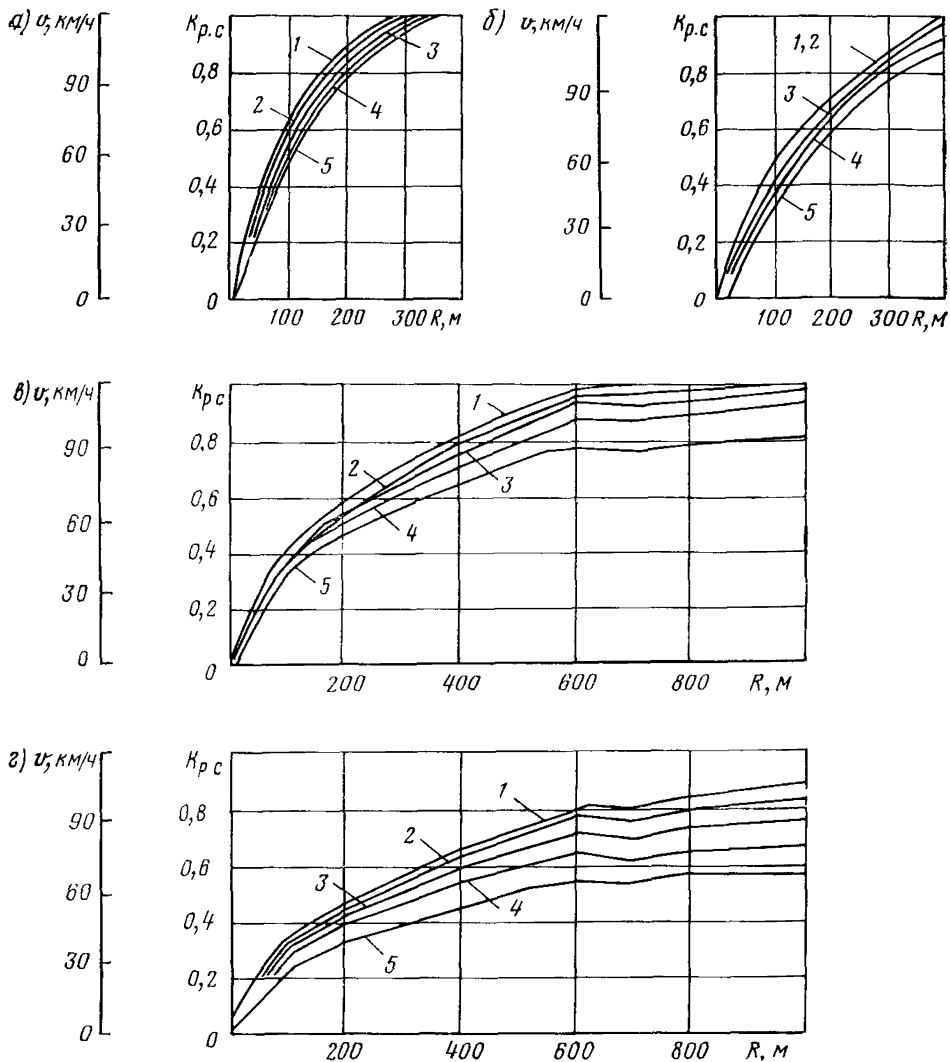 а) v, км/ч Kр.с б) v, км/ч Kр.с
90 0,8 1 3 90 0,8 1,2
60 0,6 2 4 60 0,6 3
0,4 5 0,4 4
30 0,2 30 0,2 5
0 0 0 0
100 200 300 R, м 100 200 300 R, м
в) v, км/ч Kр с
90 0,8 1
60 0,6 2 3
0,4 4
30 0,2 5
0 0
200 400 600 800 R, м
г) v, км/ч Kр с
90 0,8 1
60 0,6 2
0,4 3 4
30 0,2 5
0 0
200 400 600 800 R, м